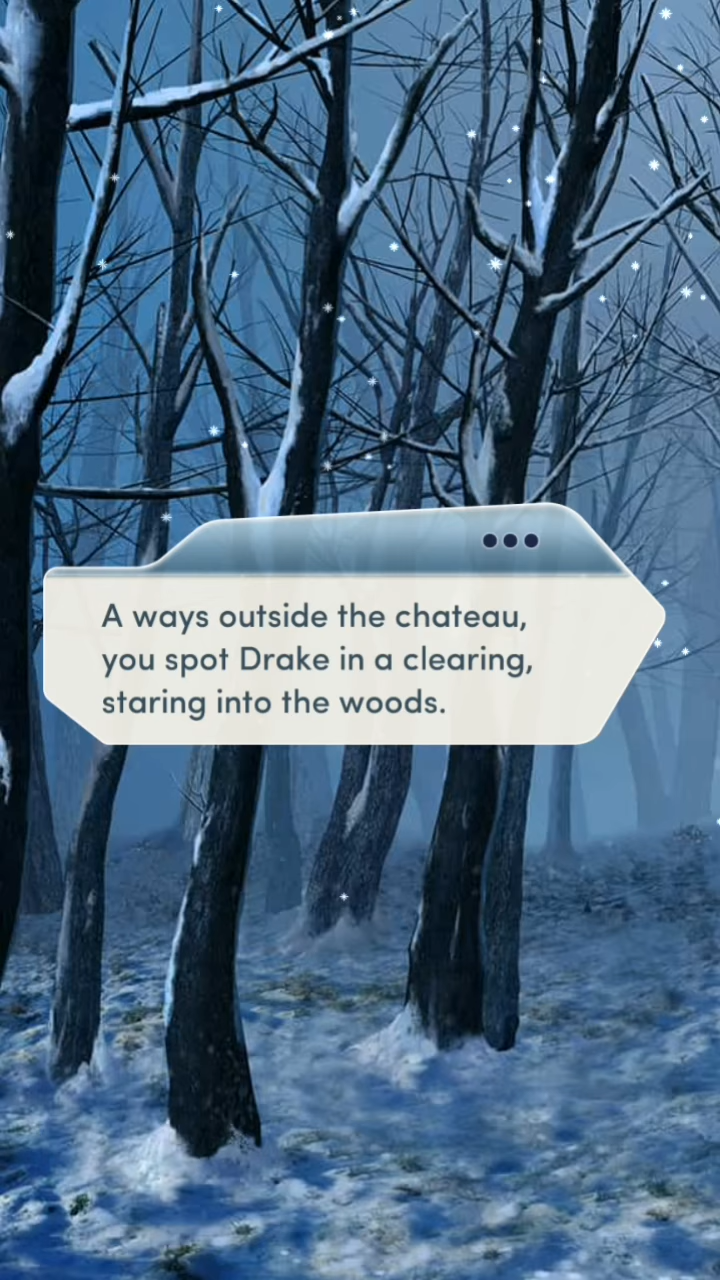 A ways outside the chateau,
you spot Drake in a clearing,
staring into the woods.